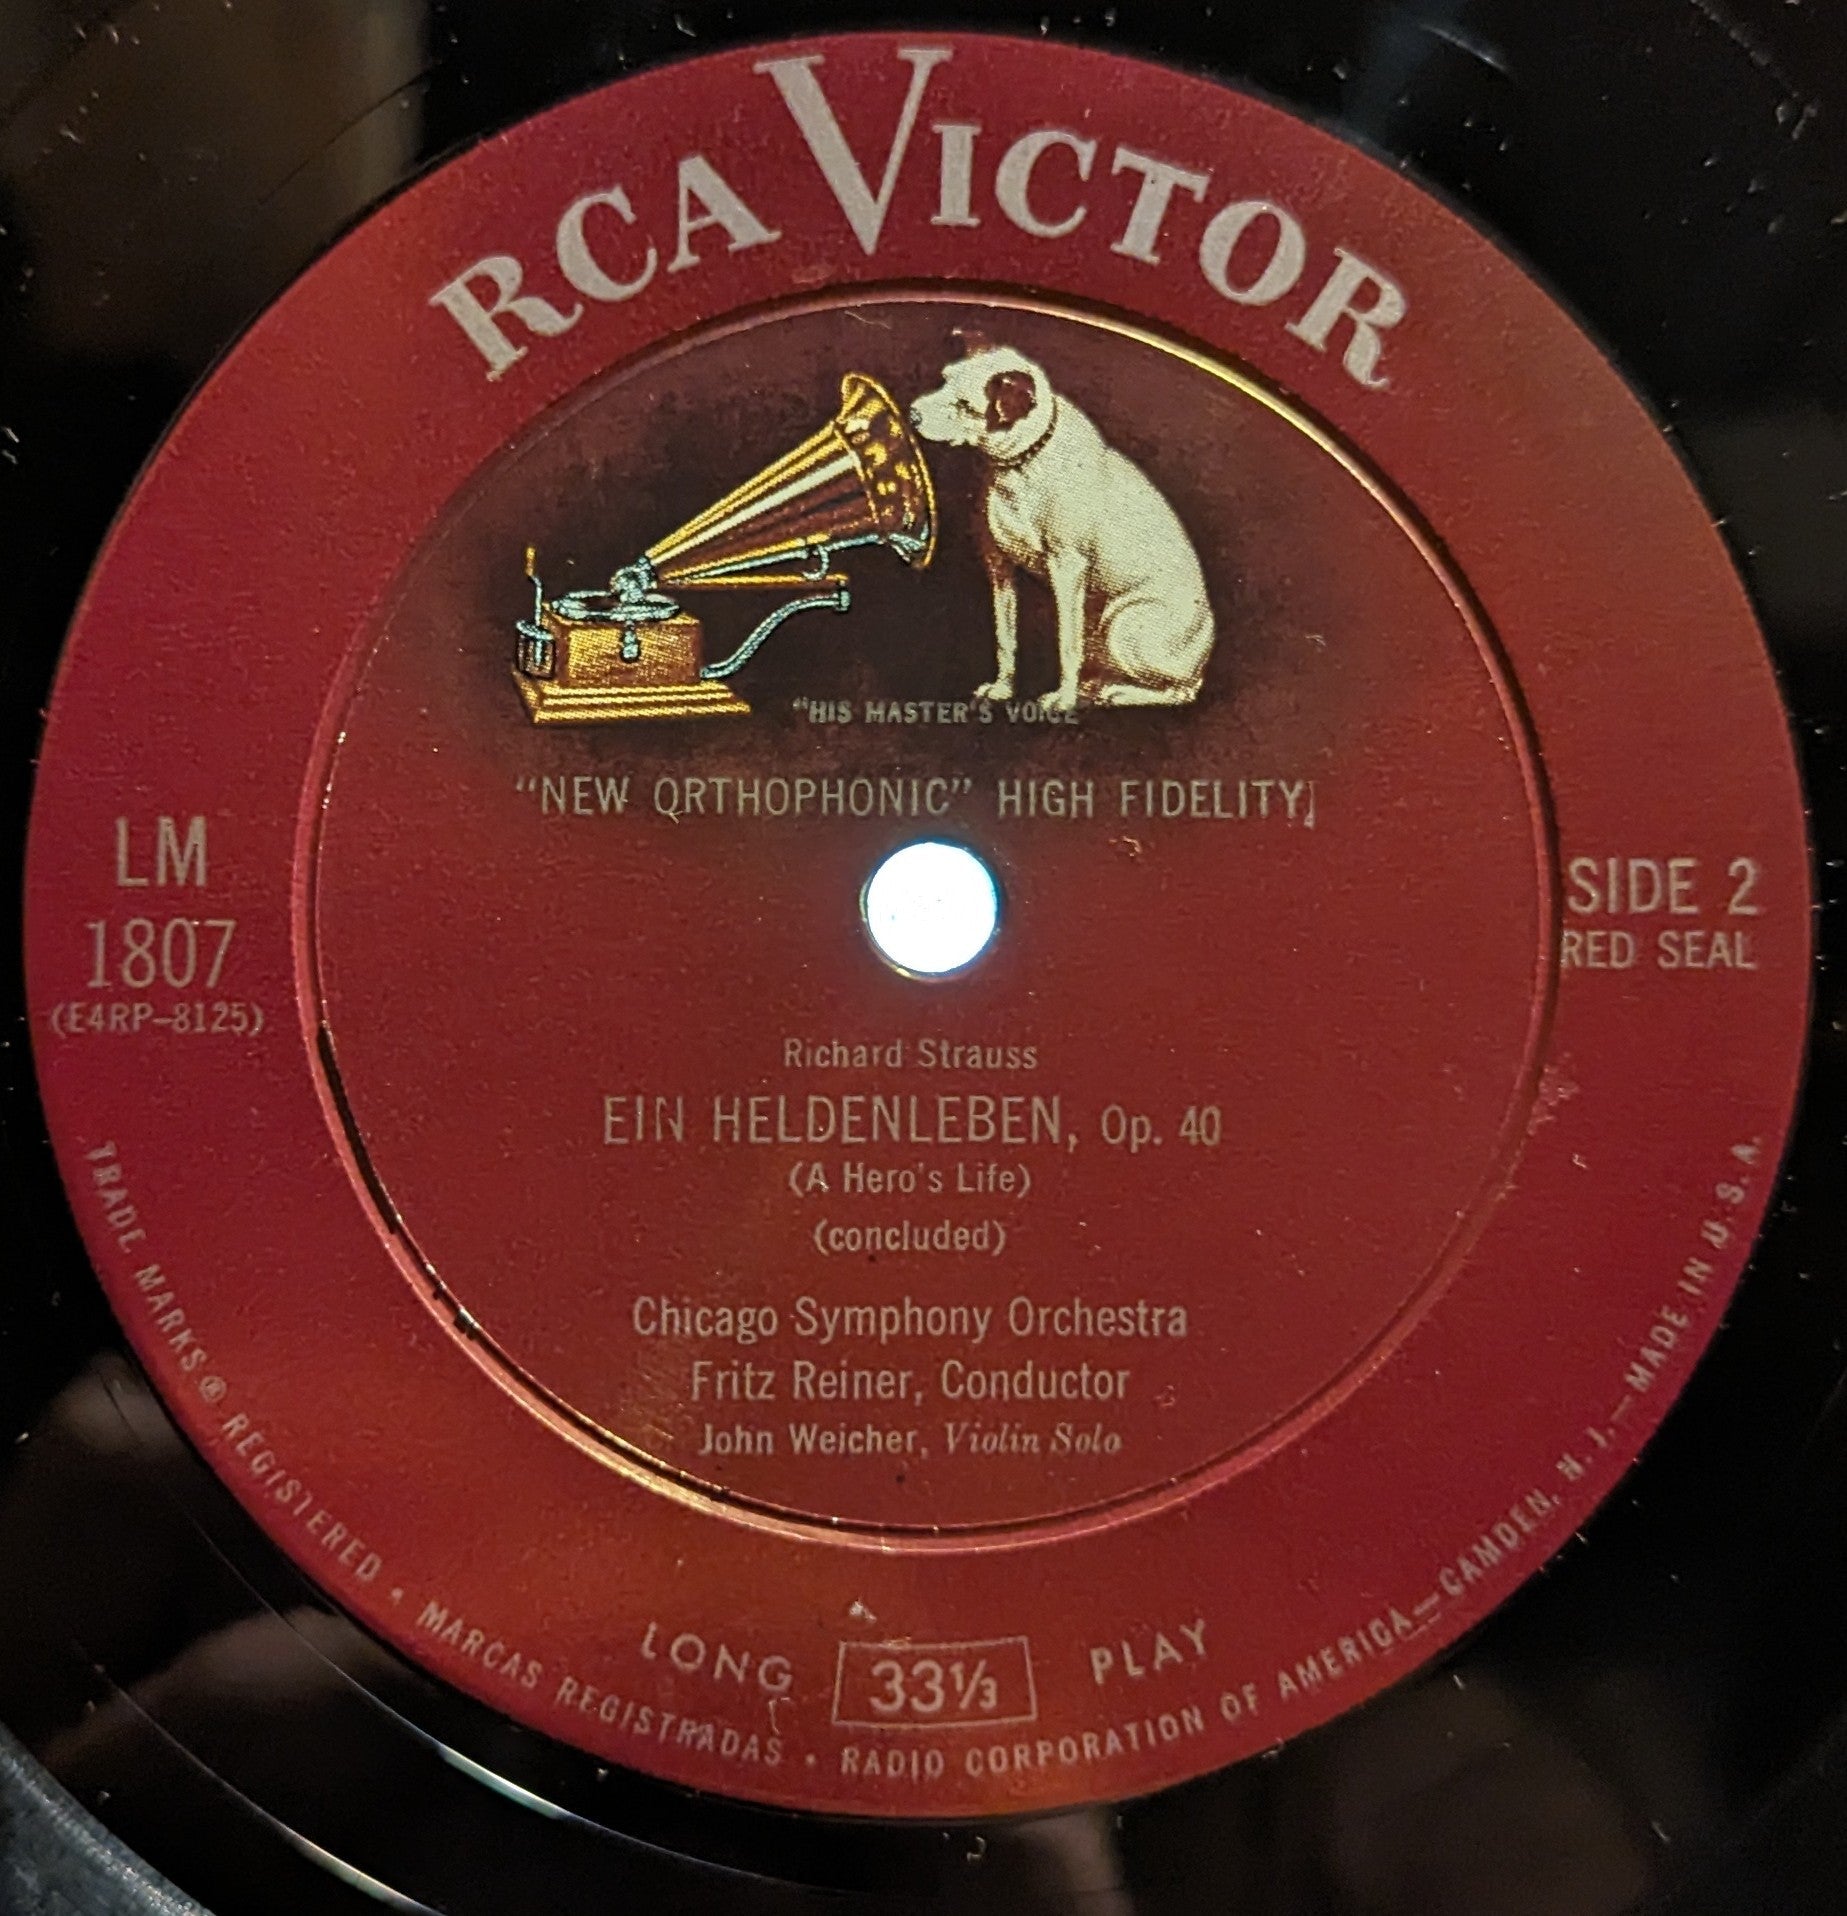 RCA VICTOR
"HIS MASTER'S VOICE
"NEW ORTHOPHONIC" HIGH FIDELITY
LM
1807
(E4RP-8125)
SIDE 2
RED SEAL
Richard Strauss
EIN HELDENLEBEN, Op. 40
(A Hero's Life)
(concluded)
Chicago Symphony Orchestra
Fritz Reiner, Conductor
John Weicher, Violin Solo
LONG 33⅓ PLAY
TRADE MARKS ® REGISTERED • MARCAS REGISTRADAS • RADIO CORPORATION OF AMERICA—CAMDEN, N. J.—MADE IN U. S. A.